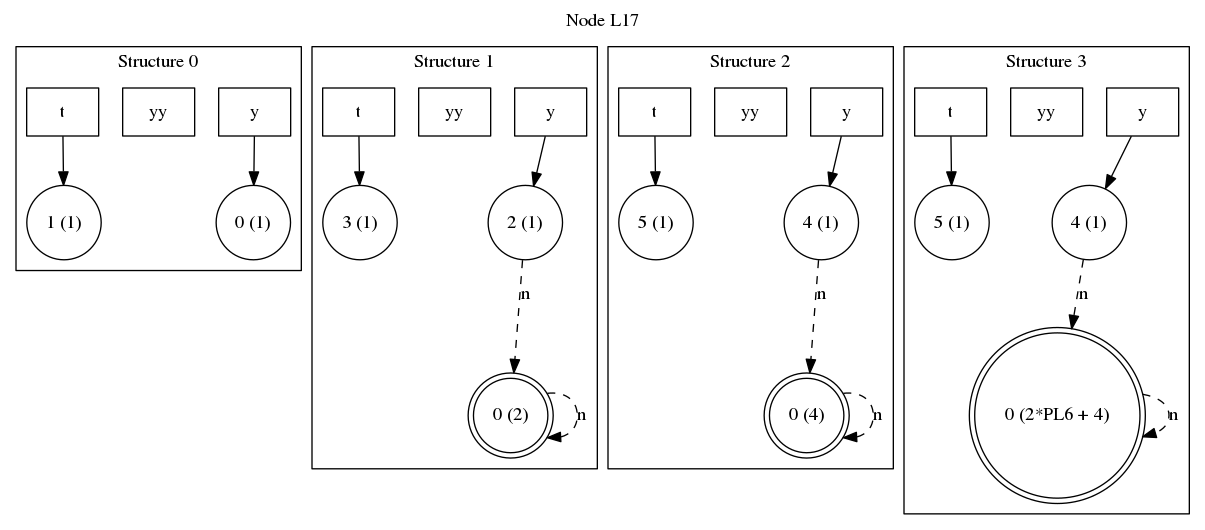 Node L17
Structure 0
t
yy
y
1 (1)
0 (1)
Structure 1
t
yy
y
3 (1)
2 (1)
n
0 (2)
n
Structure 2
t
yy
y
5 (1)
4 (1)
n
0 (4)
n
Structure 3
t
yy
y
5 (1)
4 (1)
n
0 (2*PL6 + 4)
n